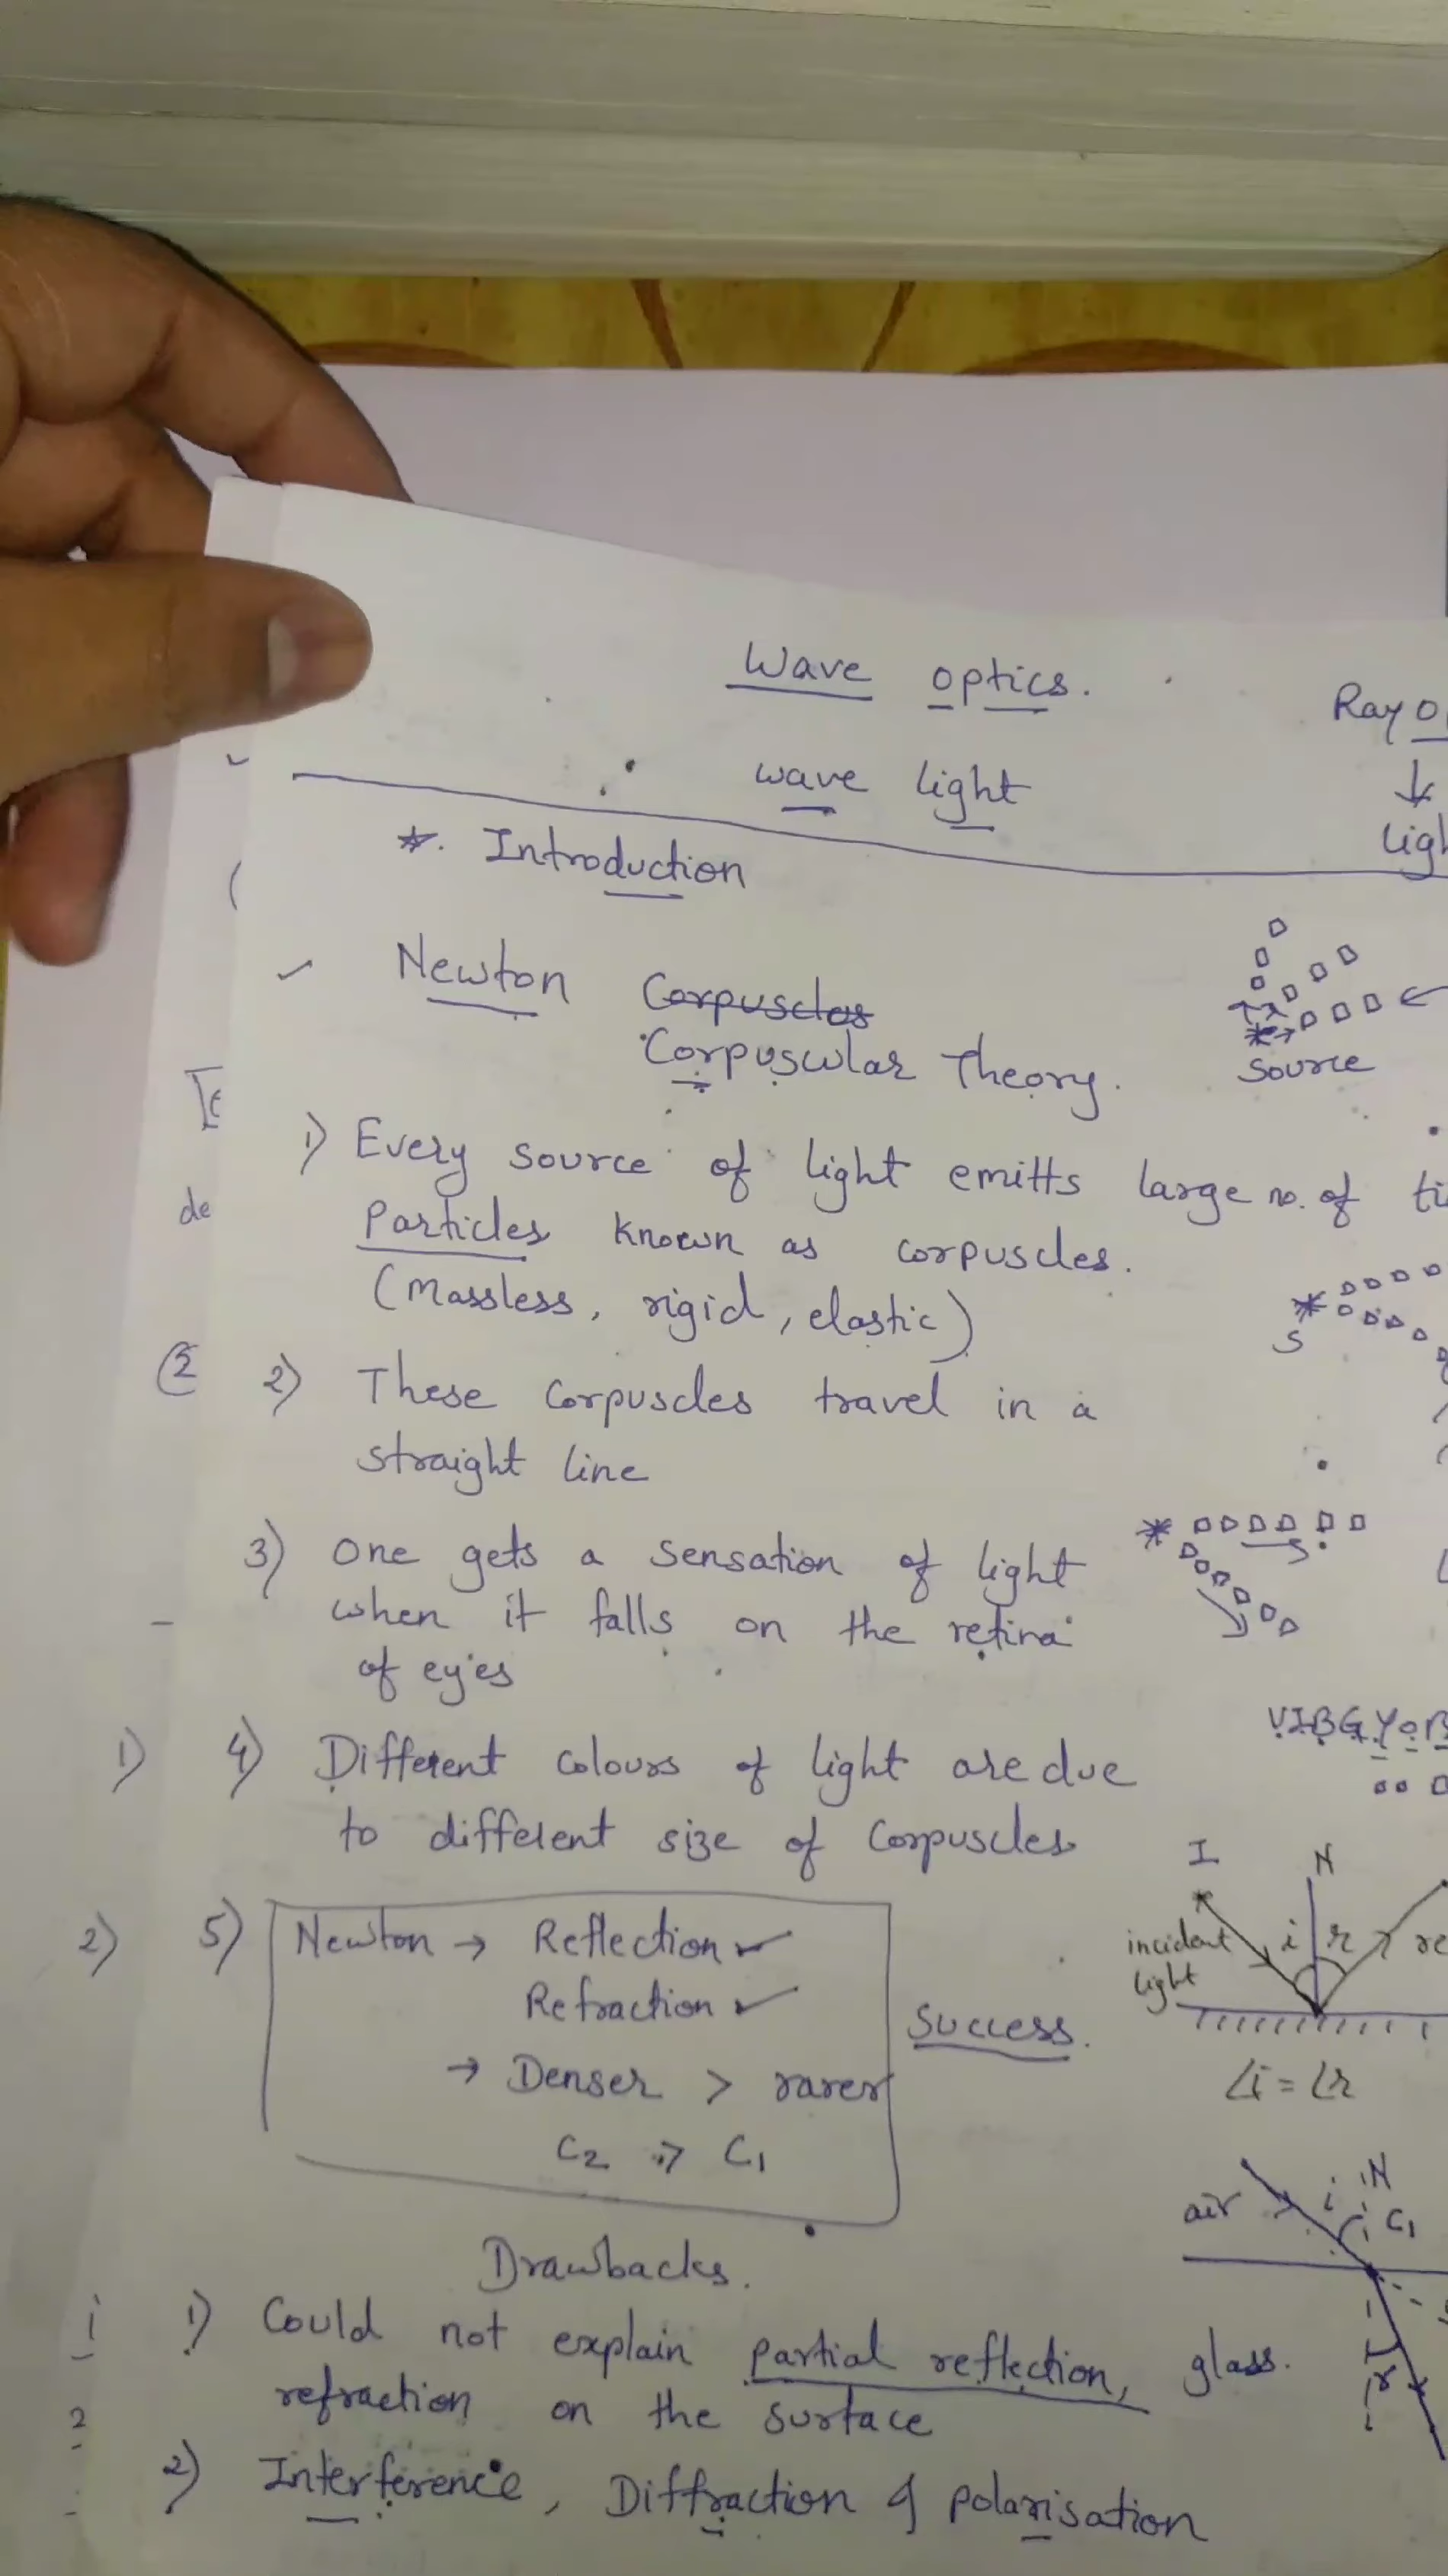 Wave optics.
Ray
wave light
* Introduction
Newton Corpuscles
Corpuscular Theory.
Source
1) Every source of light emitts large no. of
Particles known as corpuscles.
(Massless, rigid, elastic)
S
de
2) These corpuscles travel in a
straight line
3) One gets a sensation of light
when it falls on the retina
of eyes
VIBGYOR
1) 4) Different colours of light are due
to different size of corpuscles
I N
2) 5) Newton → Reflection ✓
incident i r
light
Refraction ✓
Success.
→ Denser > rarer
∠i = ∠r
C2 > C1
air i N C1
Drawbacks.
1) Could not explain partial reflection, glass.
r
refraction on the surface
2) Interference, Diffraction & polarisation